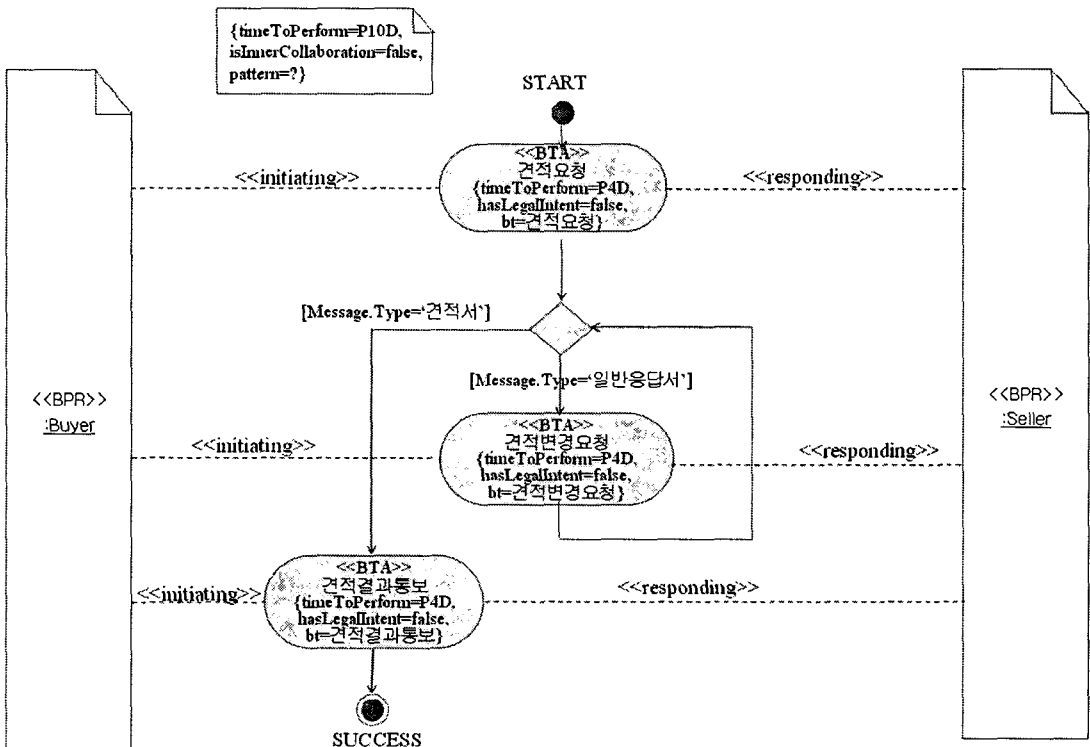 {timeToPerform=P10D,
isInnerCollaboration=false,
pattern=?}
START
<<BTA>>
견적요청
{timeToPerform=P4D,
hasLegalIntent=false,
bt=견적요청}
<<initiating>>
<<responding>>
[Message.Type=‘견적서’]
[Message.Type=‘일반응답서’]
<<BPR>>
:Buyer
<<BPR>>
:Seller
<<initiating>>
<<BTA>>
견적변경요청
{timeToPerform=P4D,
hasLegalIntent=false,
bt=견적변경요청}
<<responding>>
<<initiating>>
<<BTA>>
견적결과통보
{timeToPerform=P4D,
hasLegalIntent=false,
bt=견적결과통보}
<<responding>>
SUCCESS